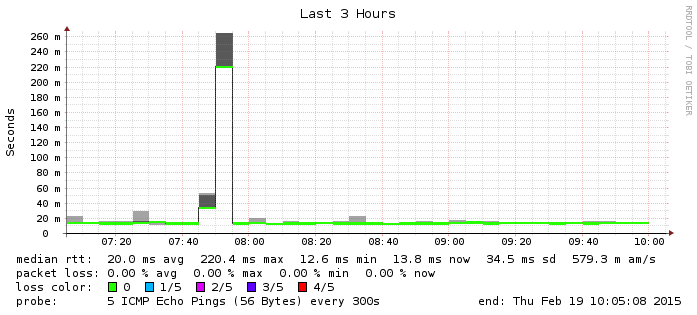 Last 3 Hours
RRDTOOL / TOBI OETIKER
Seconds
260 m
240 m
220 m
200 m
180 m
160 m
140 m
120 m
100 m
80 m
60 m
40 m
20 m
0
07:20 07:40 08:00 08:20 08:40 09:00 09:20 09:40 10:00
median rtt: 20.0 ms avg 220.4 ms max 12.6 ms min 13.8 ms now 34.5 ms sd 579.3 m am/s
packet loss: 0.00 % avg 0.00 % max 0.00 % min 0.00 % now
loss color: 0 1/5 2/5 3/5 4/5
probe: 5 ICMP Echo Pings (56 Bytes) every 300s end: Thu Feb 19 10:05:08 2015